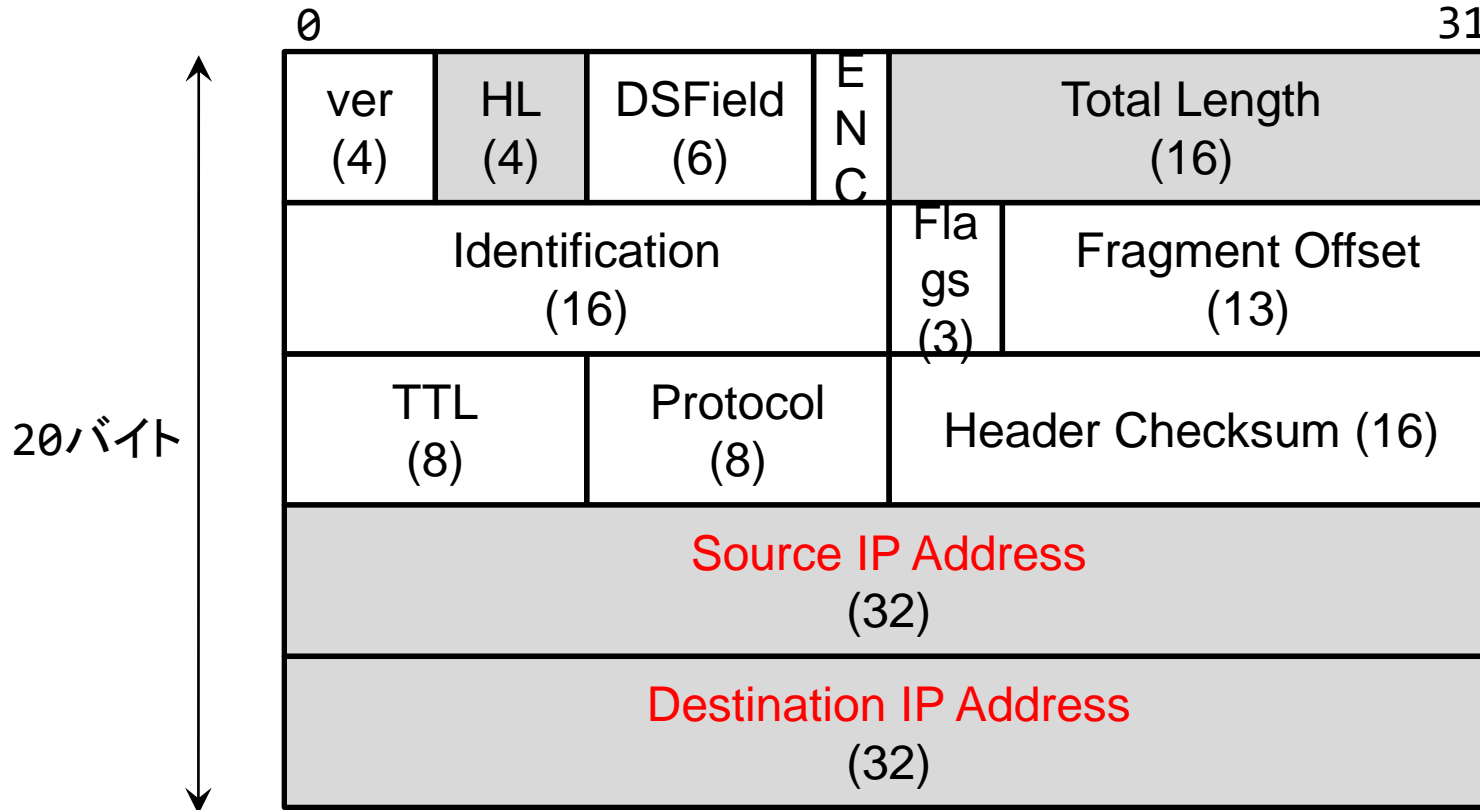 0
31
ver
(4)
HL
(4)
DSField
(6)
E
N
C
Total Length
(16)
Identification
(16)
Fla
gs
(3)
Fragment Offset
(13)
20バイト
TTL
(8)
Protocol
(8)
Header Checksum (16)
Source IP Address
(32)
Destination IP Address
(32)